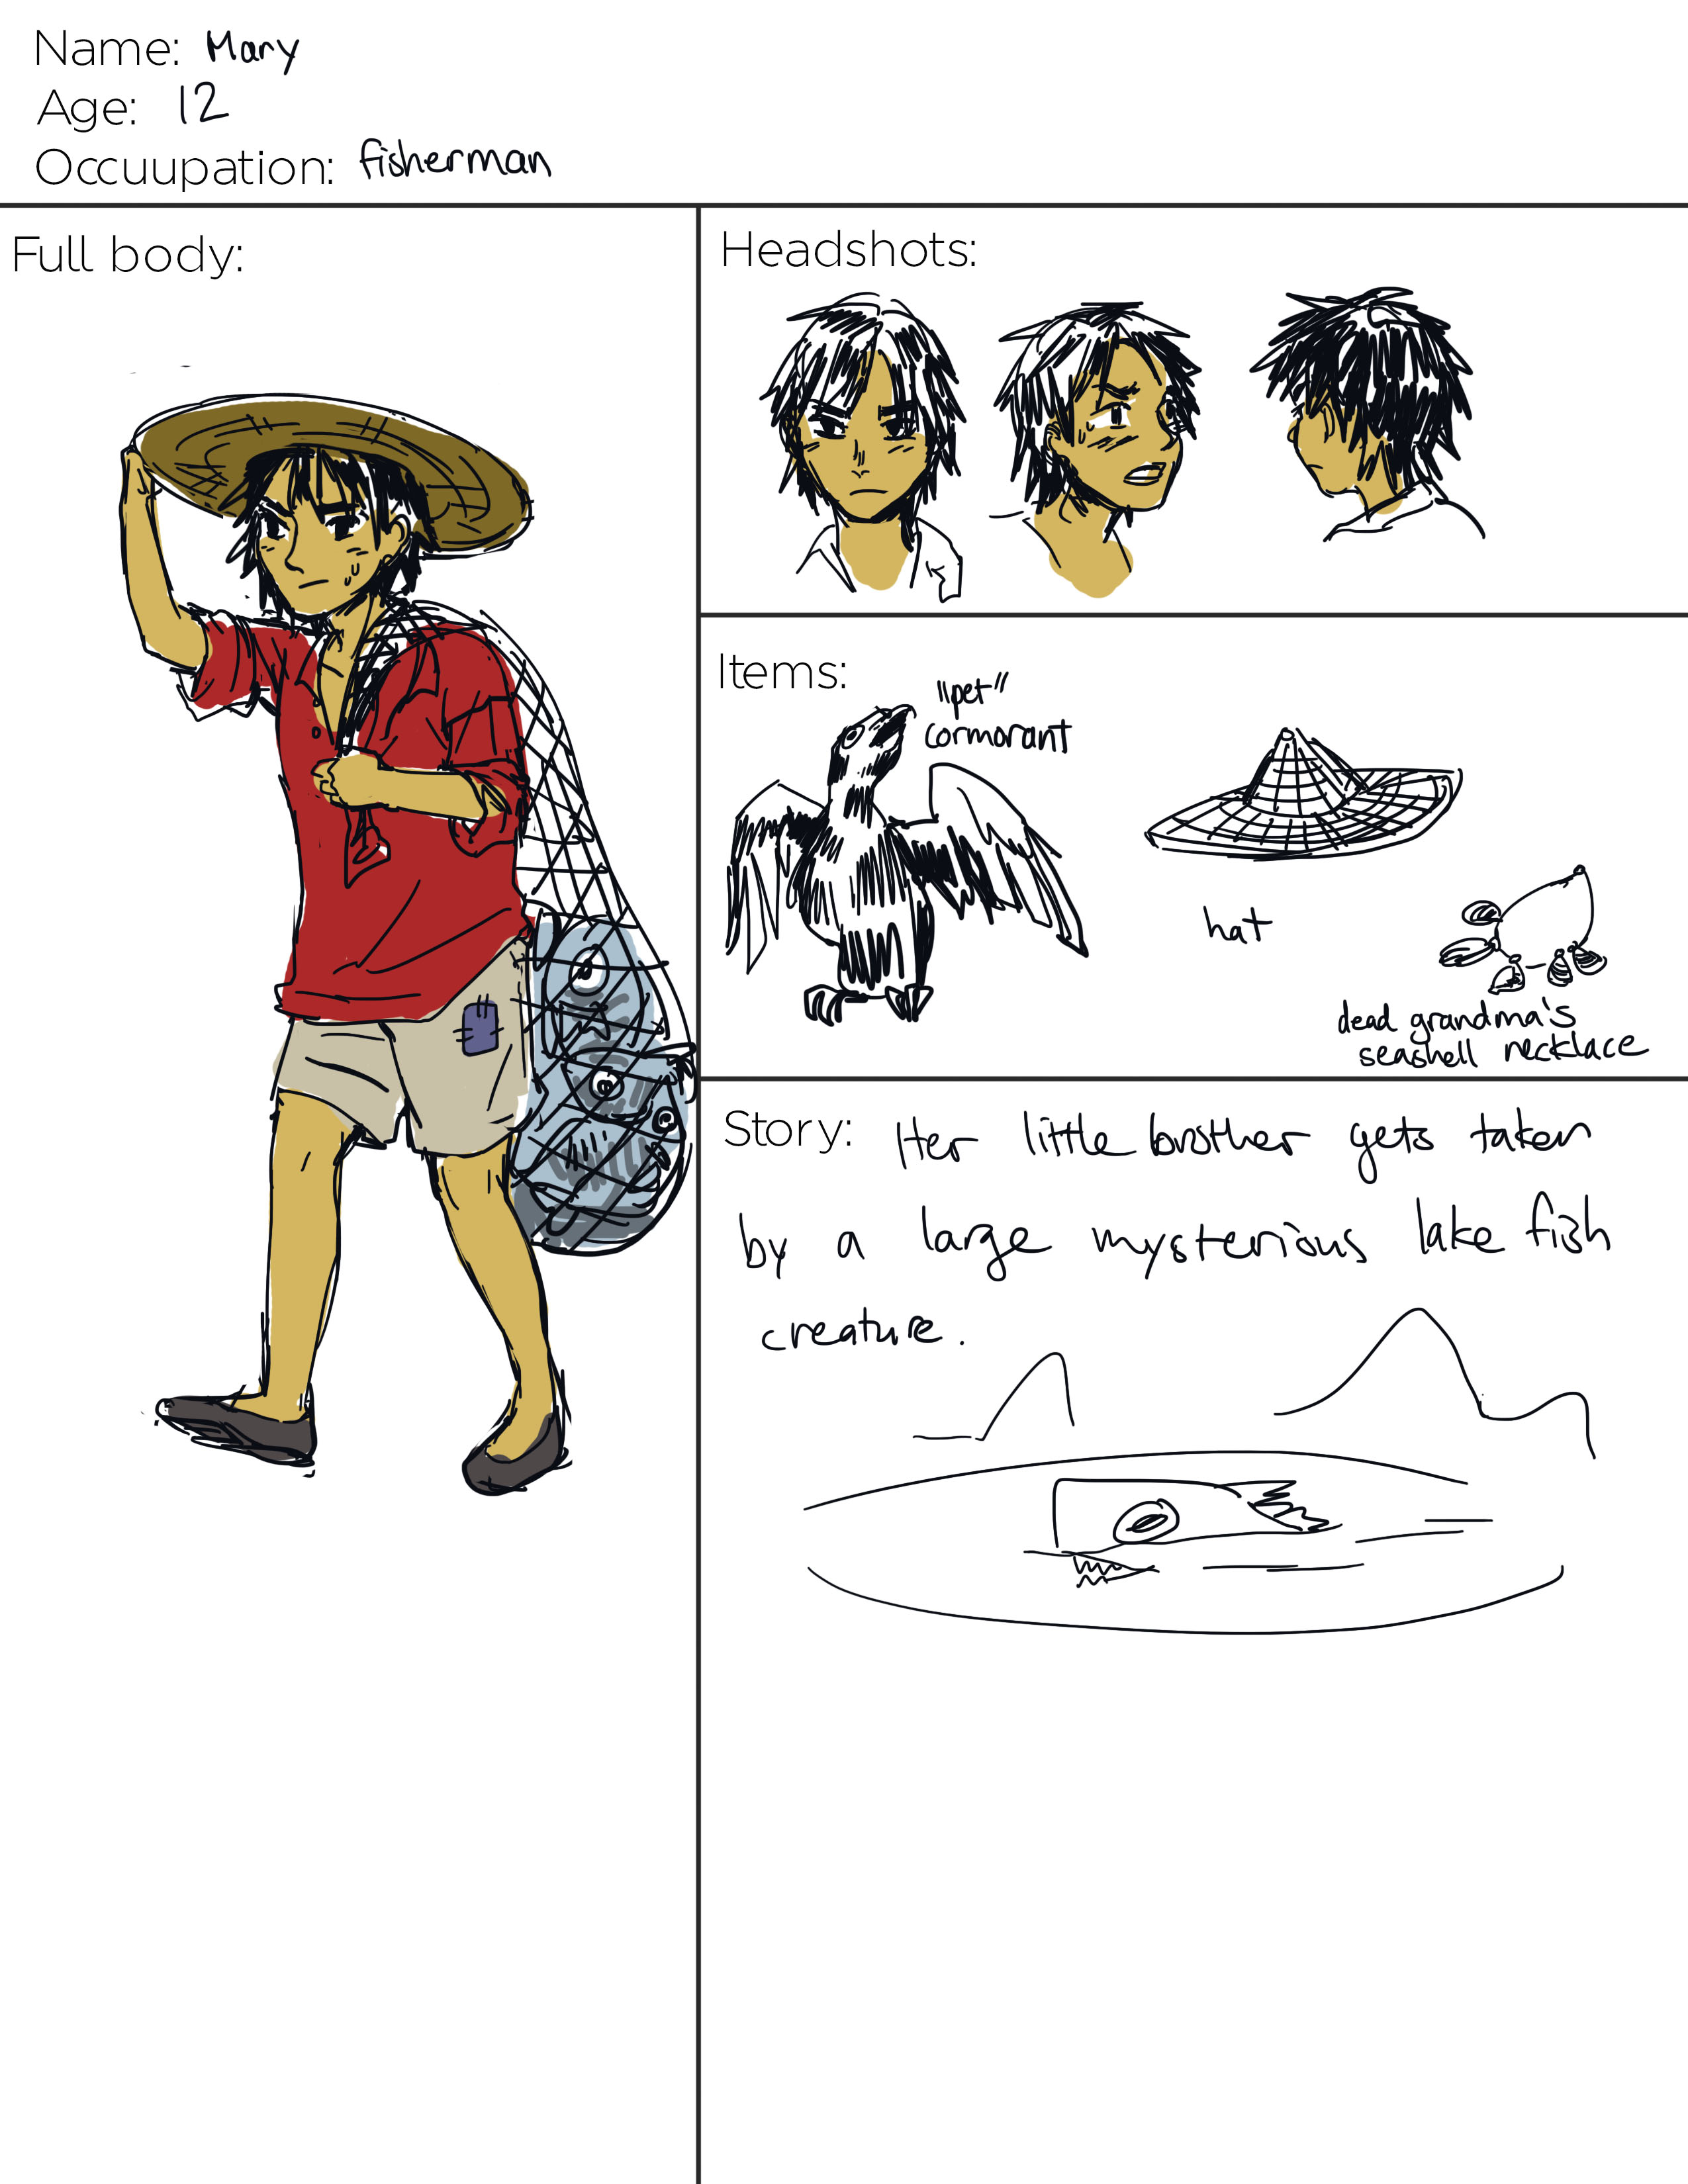 Name: Mary
Age: 12
Occuupation: fisherman
Full body:
Headshots:
Items:
"pet"
cormorant
hat
dead grandma's
seashell necklace
Story: Her little brother gets taken
by a large mysterious lake fish
creature.